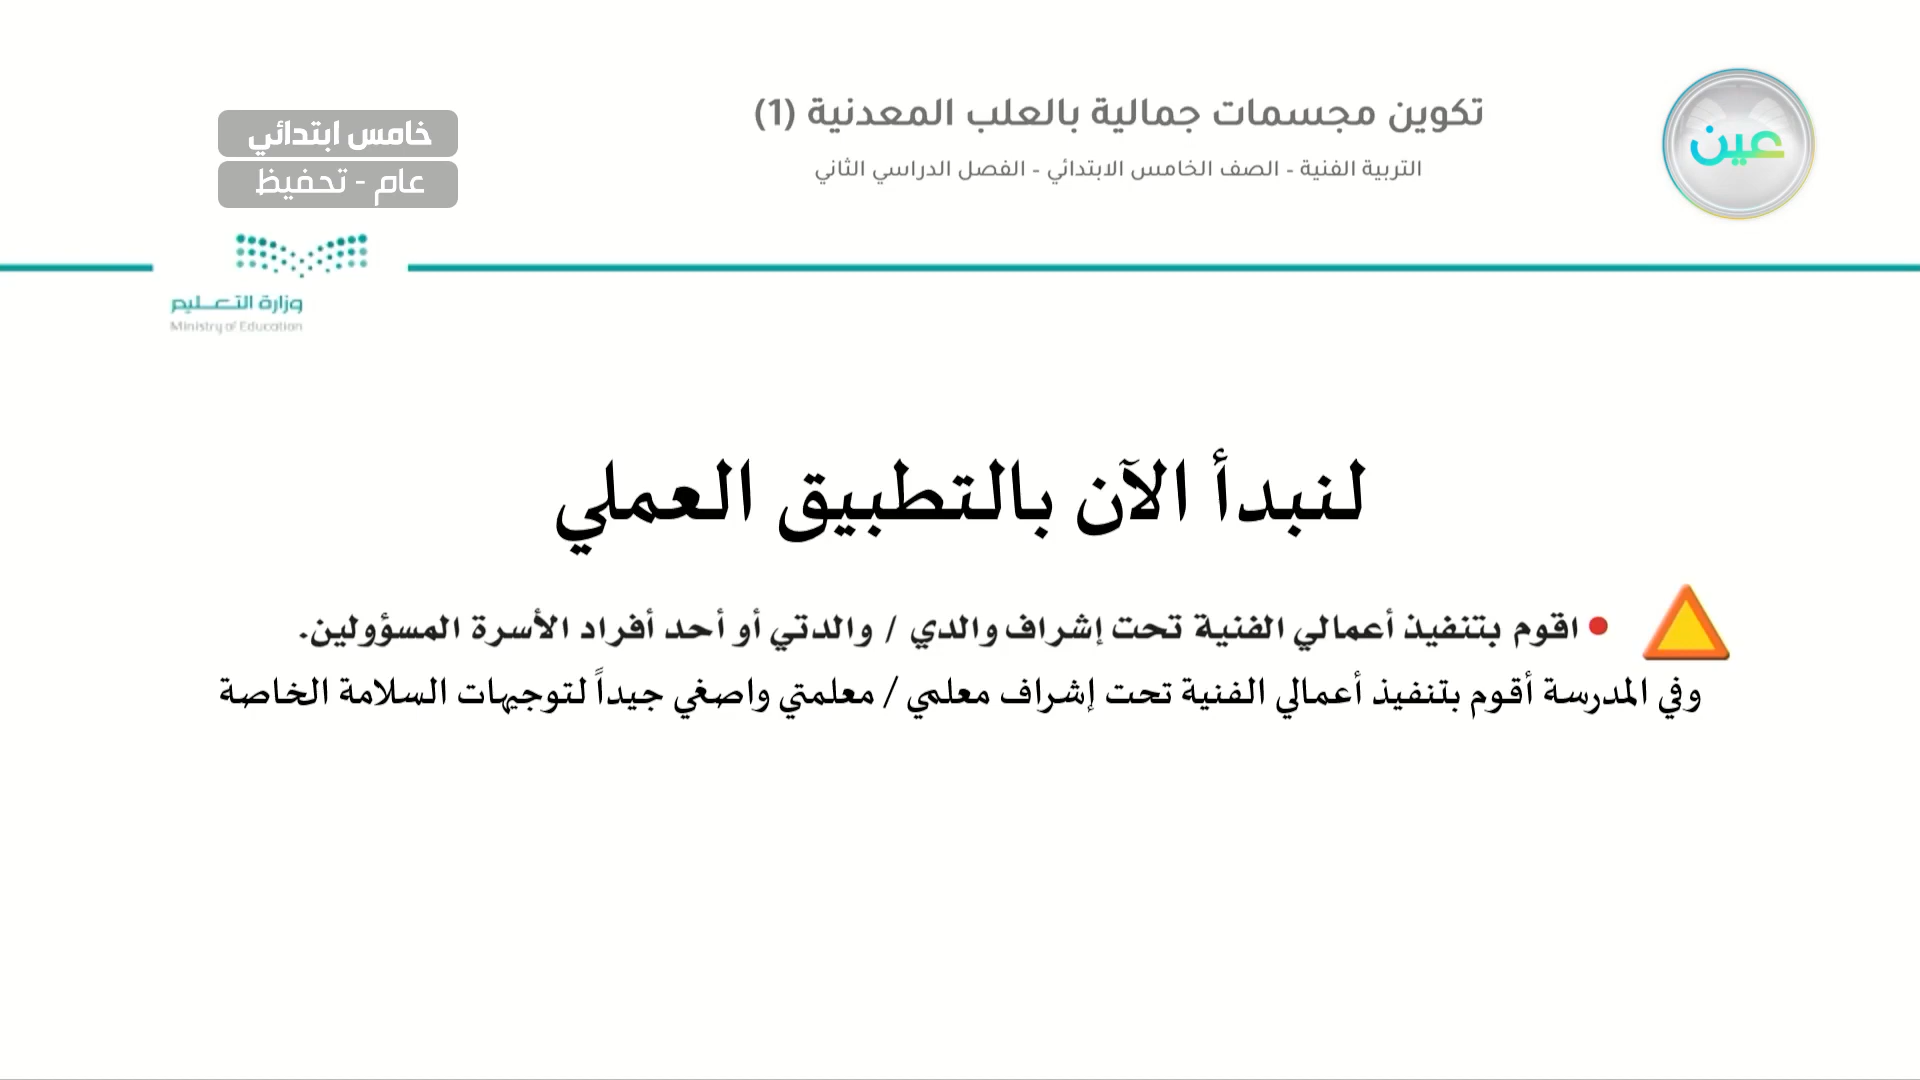 تكوين مجسمات جمالية بالعلب المعدنية (1)
التربية الفنية - الصف الخامس الابتدائي - الفصل الدراسي الثاني
عين
خامس ابتدائي
عام - تحفيظ
وزارة التعليم
Ministry of Education
لنبدأ الآن بالتطبيق العملي
• اقوم بتنفيذ أعمالي الفنية تحت إشراف والدي / والدتي أو أحد أفراد الأسرة المسؤولين.
وفي المدرسة أقوم بتنفيذ أعمالي الفنية تحت إشراف معلمي / معلمتي واصغي جيداً لتوجيهات السلامة الخاصة